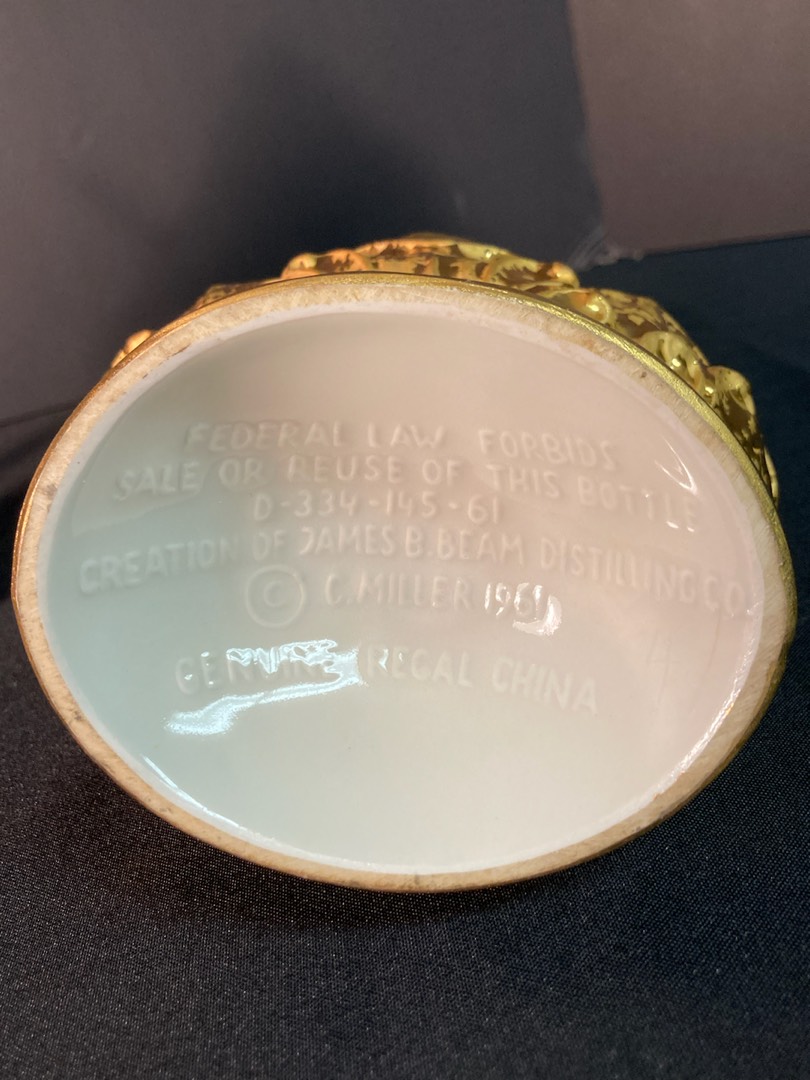 FEDERAL LAW FORBIDS
SALE OR REUSE OF THIS BOTTLE
D-334-145-61
CREATION OF JAMES B. BEAM DISTILLING CO
© C. MILLER 1961
GENUINE REGAL CHINA